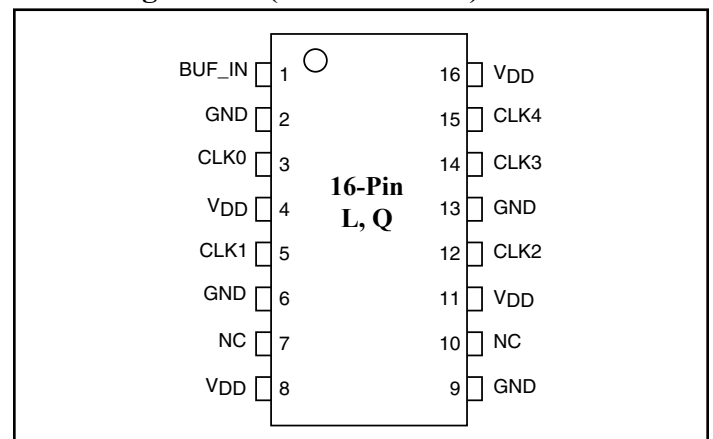 BUF_IN 1 16 VDD
GND 2 15 CLK4
CLK0 3 14 CLK3
16-Pin
VDD 4 13 GND
L, Q
CLK1 5 12 CLK2
GND 6 11 VDD
NC 7 10 NC
VDD 8 9 GND